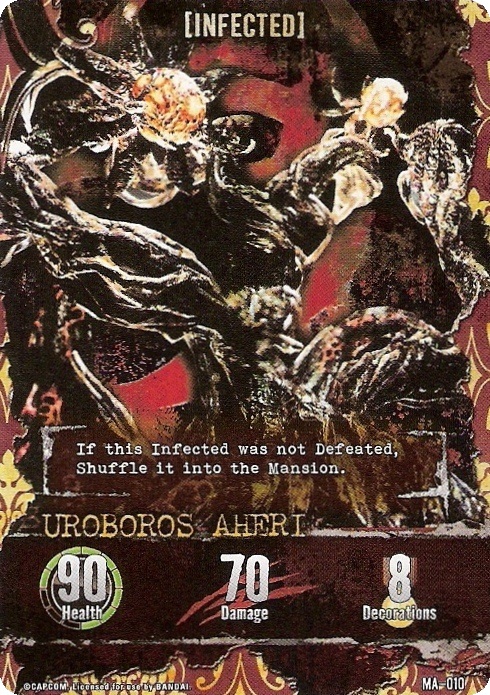 [INFECTED]
If this Infected was not Defeated,
Shuffle it into the Mansion.
UROBOROS AHERI
90 70 8
Health Damage Decorations
©CAPCOM. Licensed for use by BANDAI. MA-010